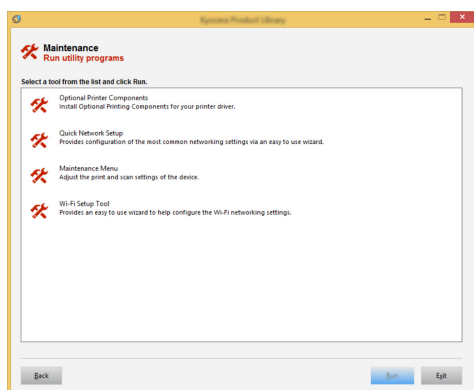 Kyocera Product Library
Maintenance
Run utility programs
Select a tool from the list and click Run.
Optional Printer Components
Install Optional Printing Components for your printer driver.
Quick Network Setup
Provides configuration of the most common networking settings via an easy to use wizard.
Maintenance Menu
Adjust the print and scan settings of the device.
Wi-Fi Setup Tool
Provides an easy to use wizard to help configure the Wi-Fi networking settings.
Back
Run
Exit